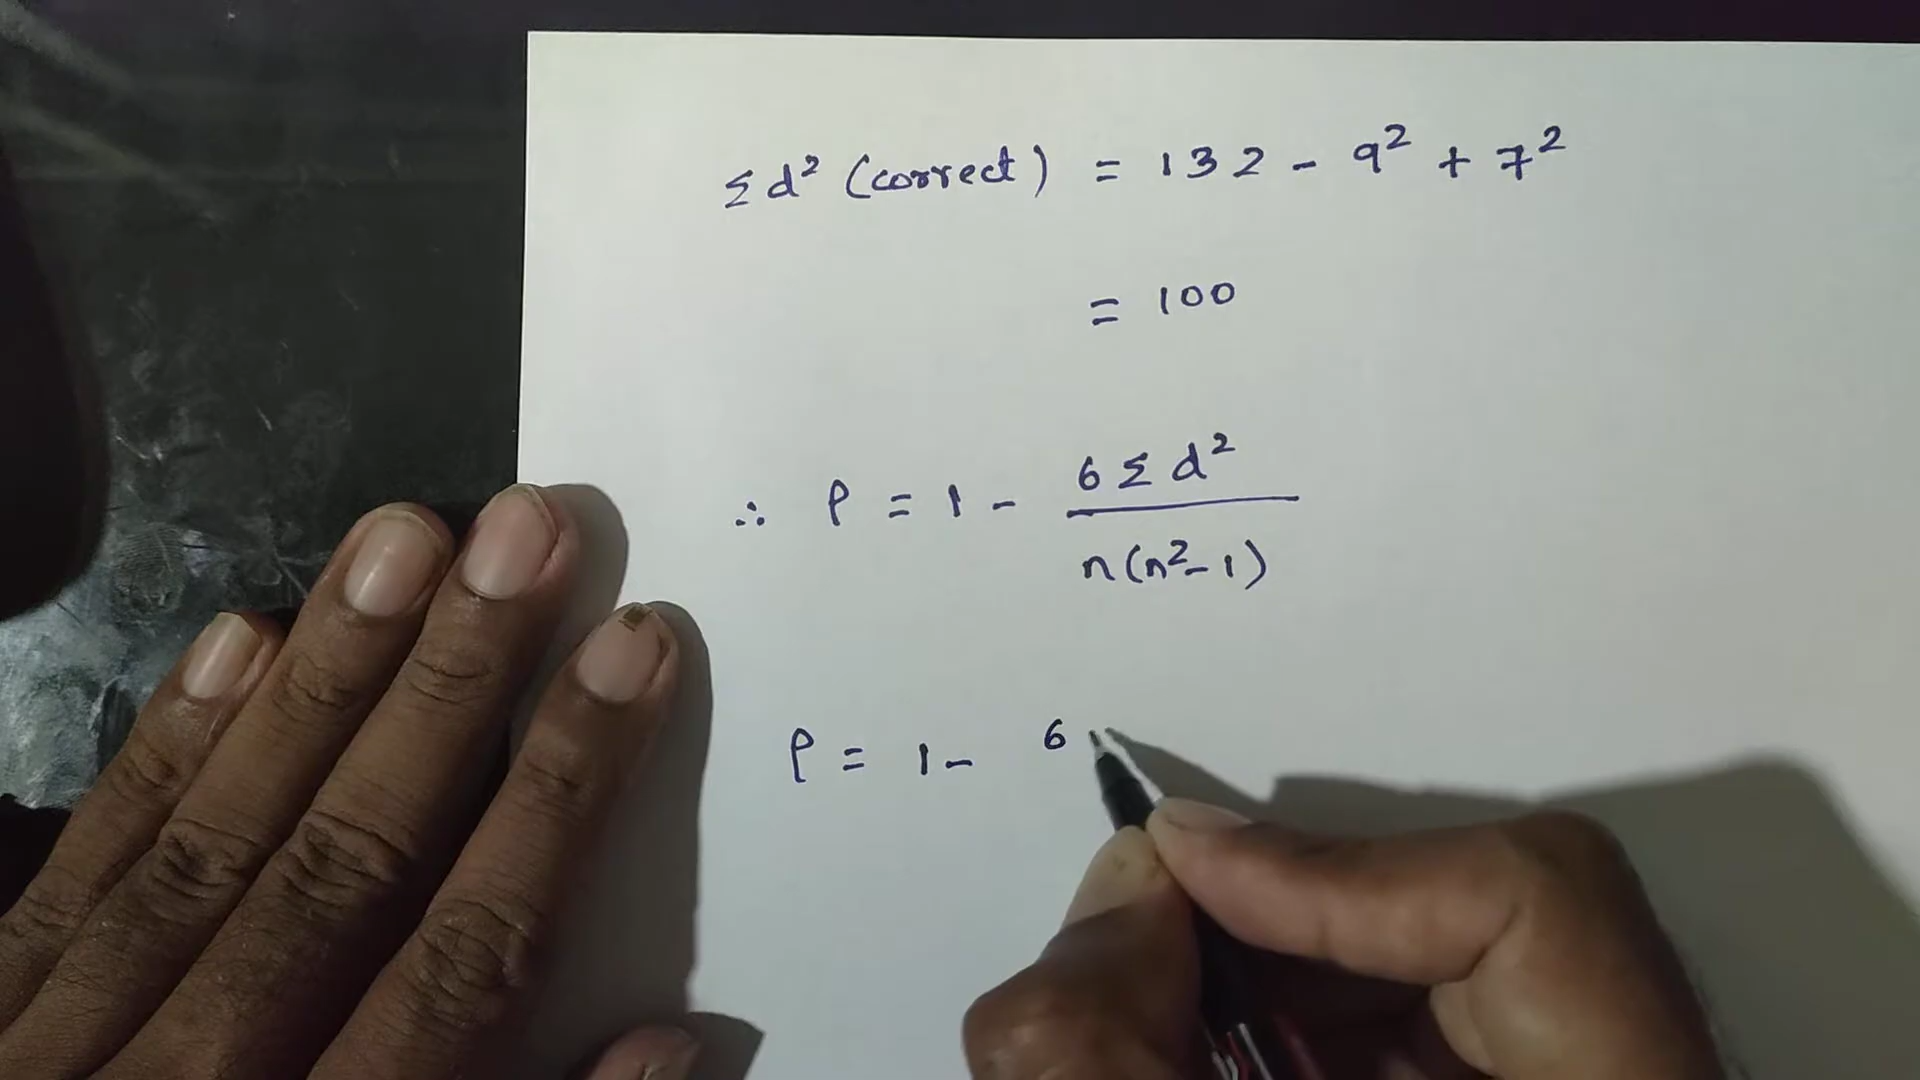 Σd² (correct) = 132 - 9² + 7²
= 100
∴ ρ = 1 - 6Σd² / n(n²-1)
ρ = 1 - 6